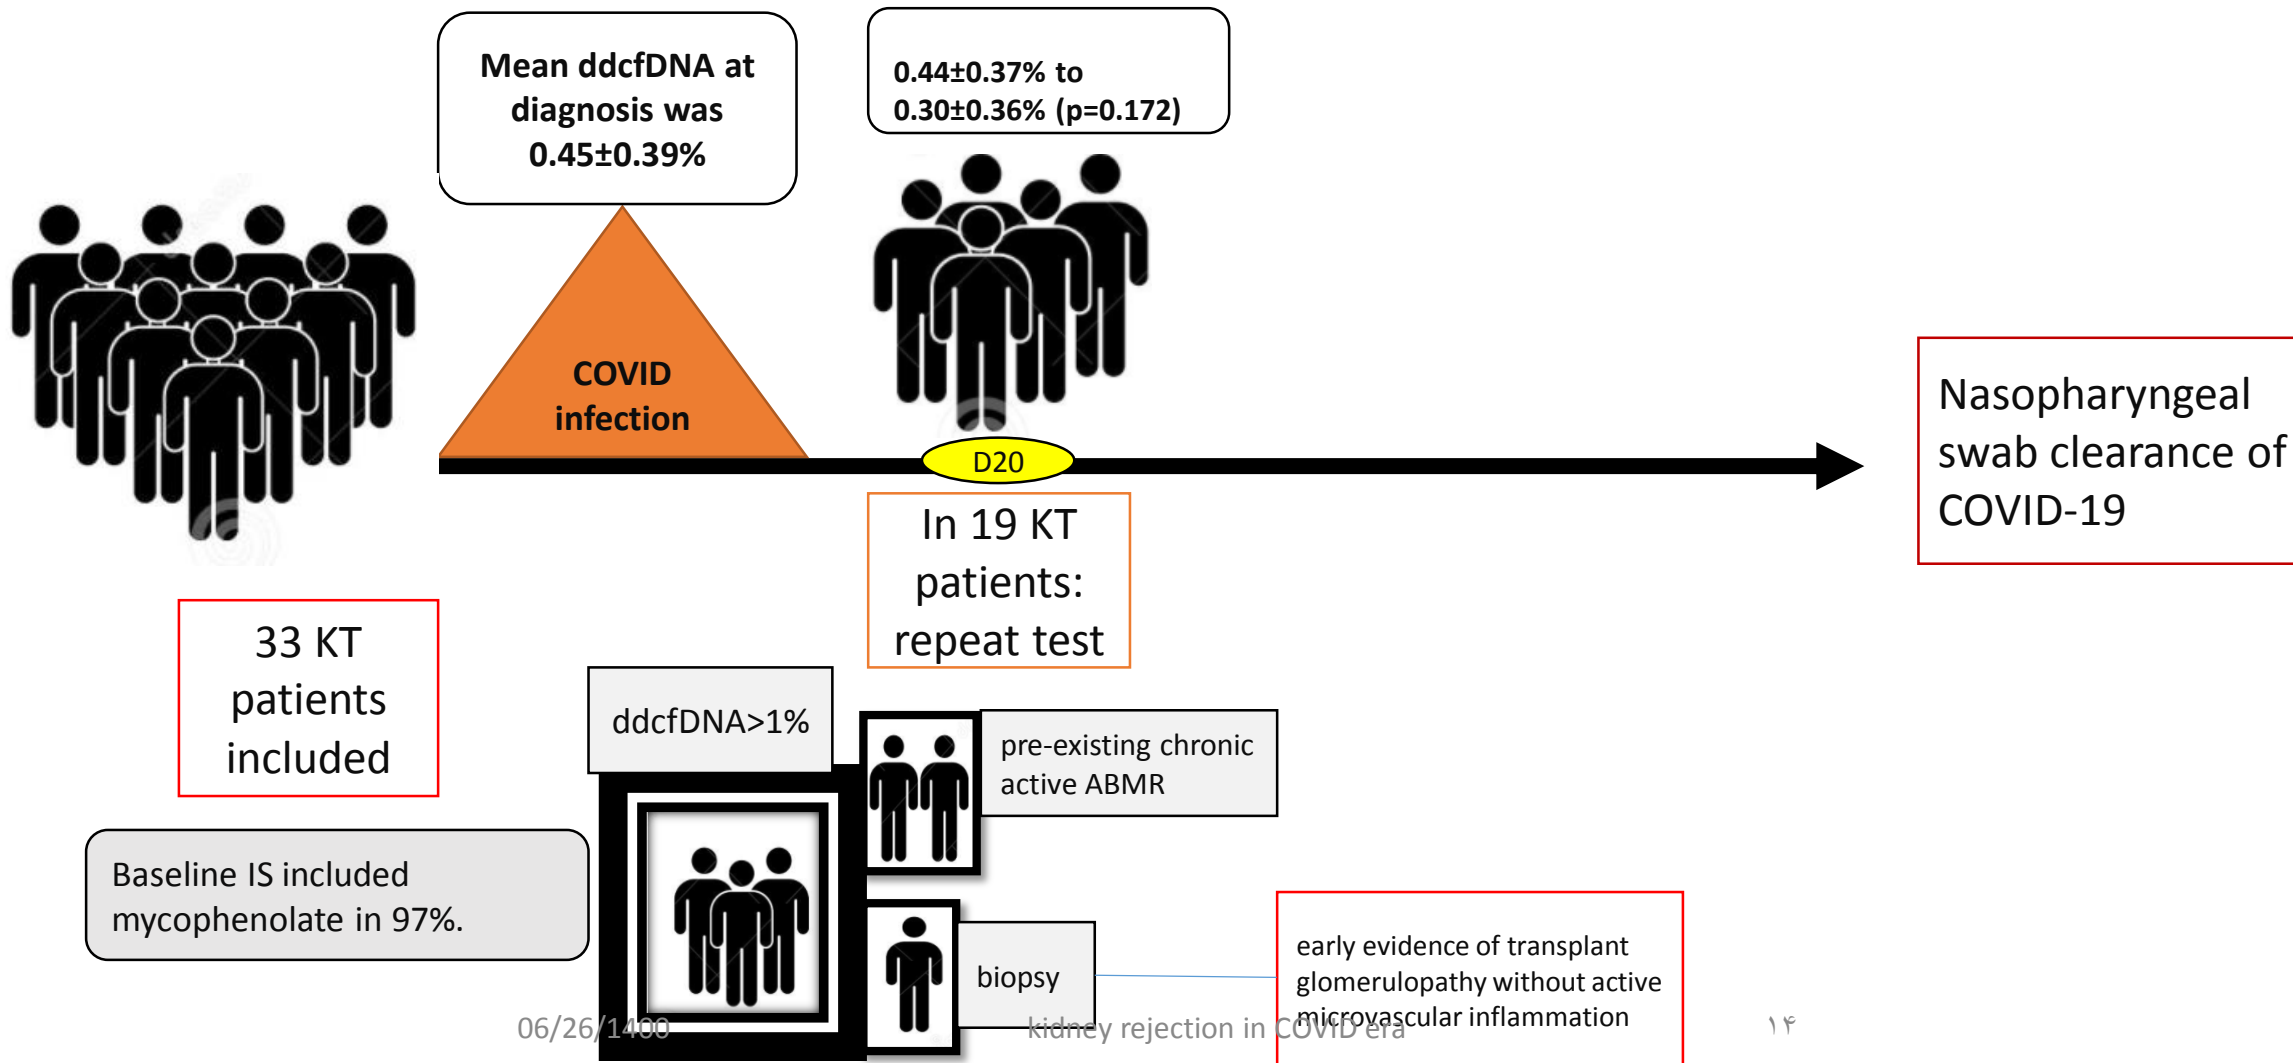 Mean ddcfDNA at
diagnosis was
0.45±0.39%
0.44±0.37% to
0.30±0.36% (p=0.172)
COVID
infection
D20
Nasopharyngeal
swab clearance of
COVID-19
In 19 KT
patients:
repeat test
33 KT
patients
included
ddcfDNA>1%
pre-existing chronic
active ABMR
Baseline IS included
mycophenolate in 97%.
biopsy
early evidence of transplant
glomerulopathy without active
microvascular inflammation
06/26/1400
kidney rejection in COVID era
۱۴